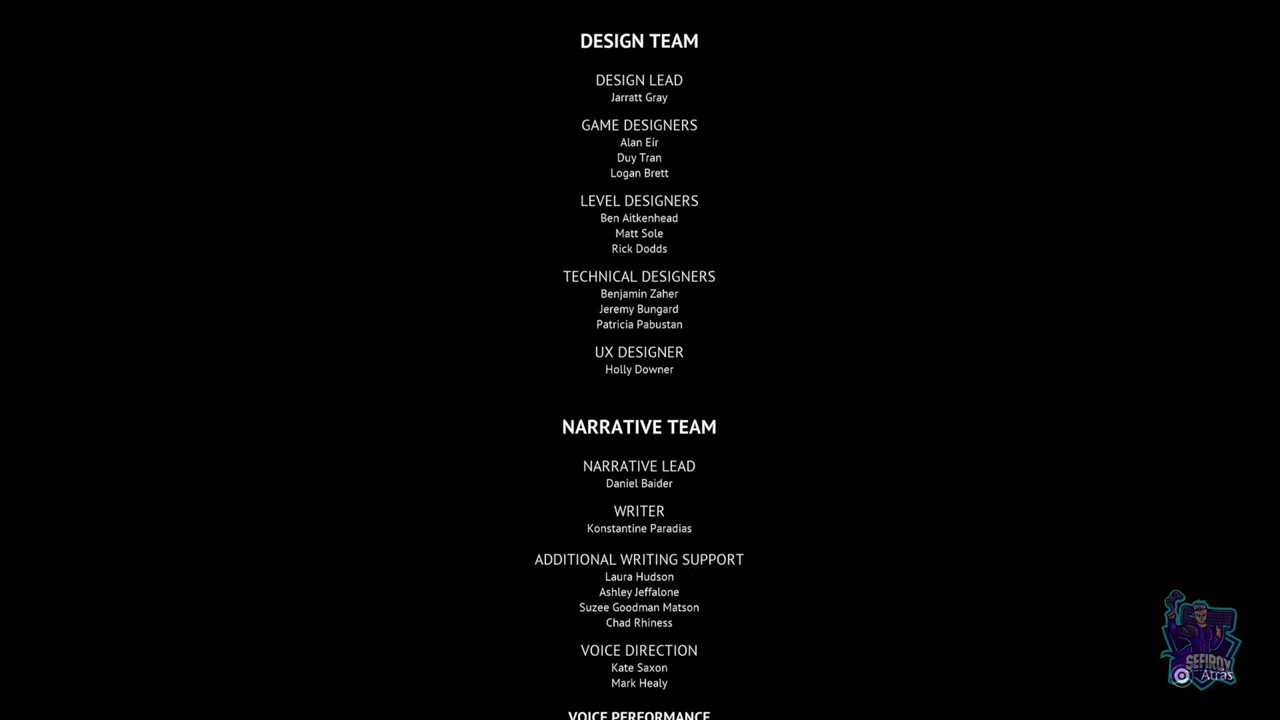 DESIGN TEAM
DESIGN LEAD
Jarratt Gray
GAME DESIGNERS
Alan Eir
Duy Tran
Logan Brett
LEVEL DESIGNERS
Ben Aitkenhead
Matt Sole
Rick Dodds
TECHNICAL DESIGNERS
Benjamin Zaher
Jeremy Bungard
Patricia Pabustan
UX DESIGNER
Holly Downer
NARRATIVE TEAM
NARRATIVE LEAD
Daniel Baider
WRITER
Konstantine Paradias
ADDITIONAL WRITING SUPPORT
Laura Hudson
Ashley Jeffalone
Suzee Goodman Matson
Chad Rhiness
VOICE DIRECTION
Kate Saxon
Mark Healy
VOICE PERFORMANCE
SEFIROY
Atrás